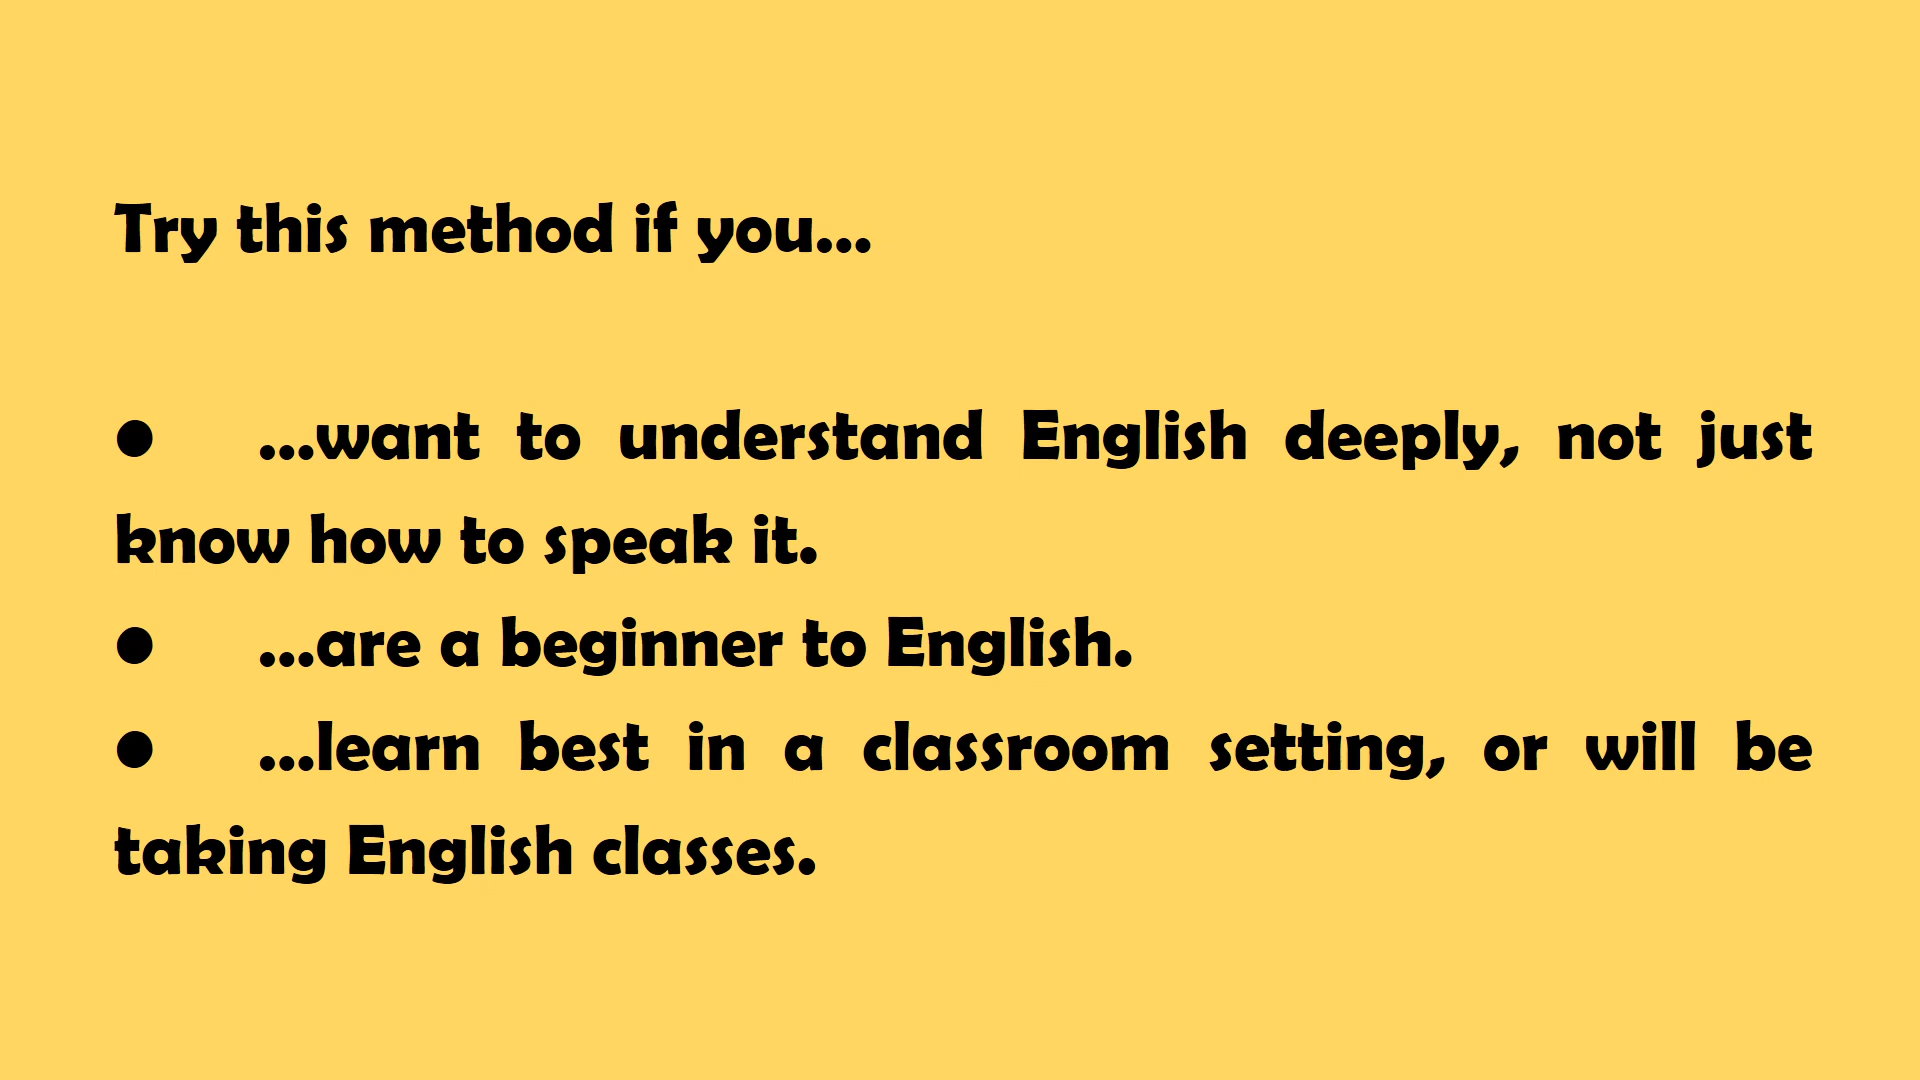 Try this method if you...
● ...want to understand English deeply, not just
know how to speak it.
● ...are a beginner to English.
● ...learn best in a classroom setting, or will be
taking English classes.